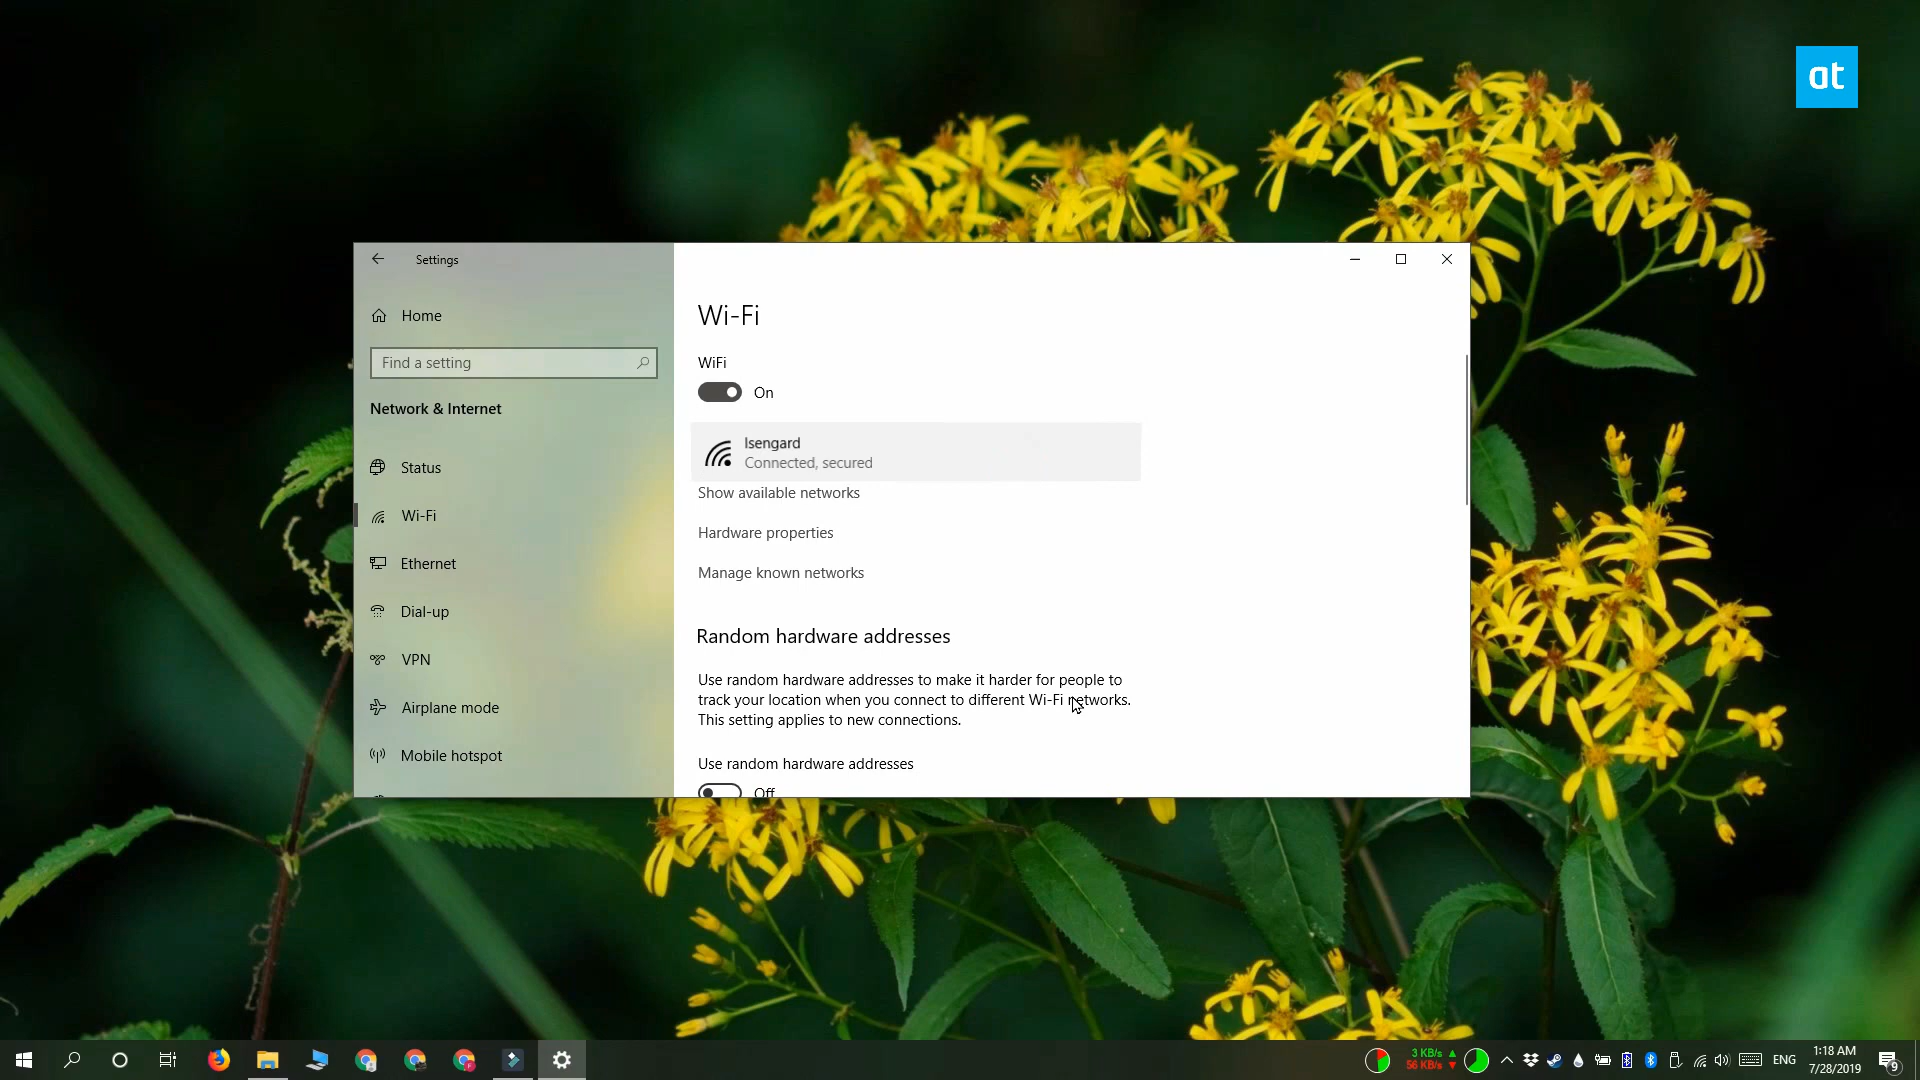 at
Settings
Home
Find a setting
Network & Internet
Status
Wi-Fi
Ethernet
Dial-up
VPN
Airplane mode
Mobile hotspot
Wi-Fi
WiFi
On
Isengard
Connected, secured
Show available networks
Hardware properties
Manage known networks
Random hardware addresses
Use random hardware addresses to make it harder for people to
track your location when you connect to different Wi-Fi networks.
This setting applies to new connections.
Use random hardware addresses
Off
3 KB/s
56 KB/s
ENG
1:18 AM
7/28/2019
9